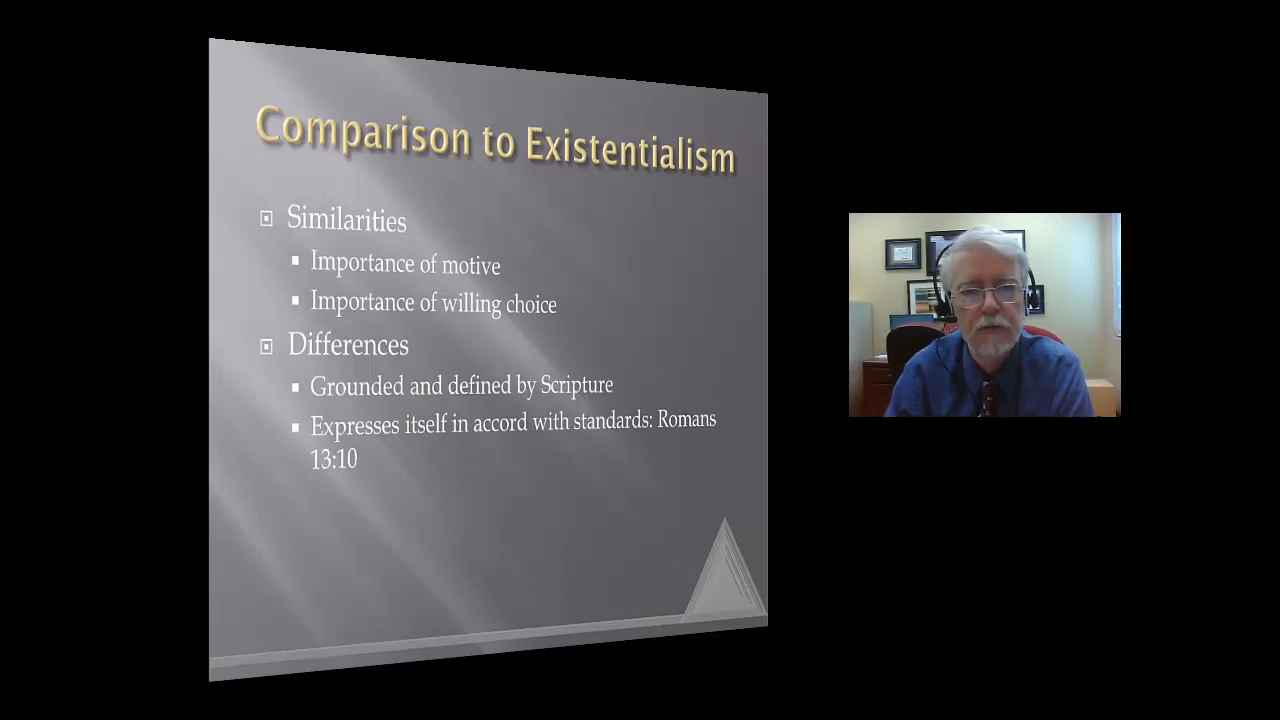 Comparison to Existentialism
Similarities
Importance of motive
Importance of willing choice
Differences
Grounded and defined by Scripture
Expresses itself in accord with standards: Romans
13:10